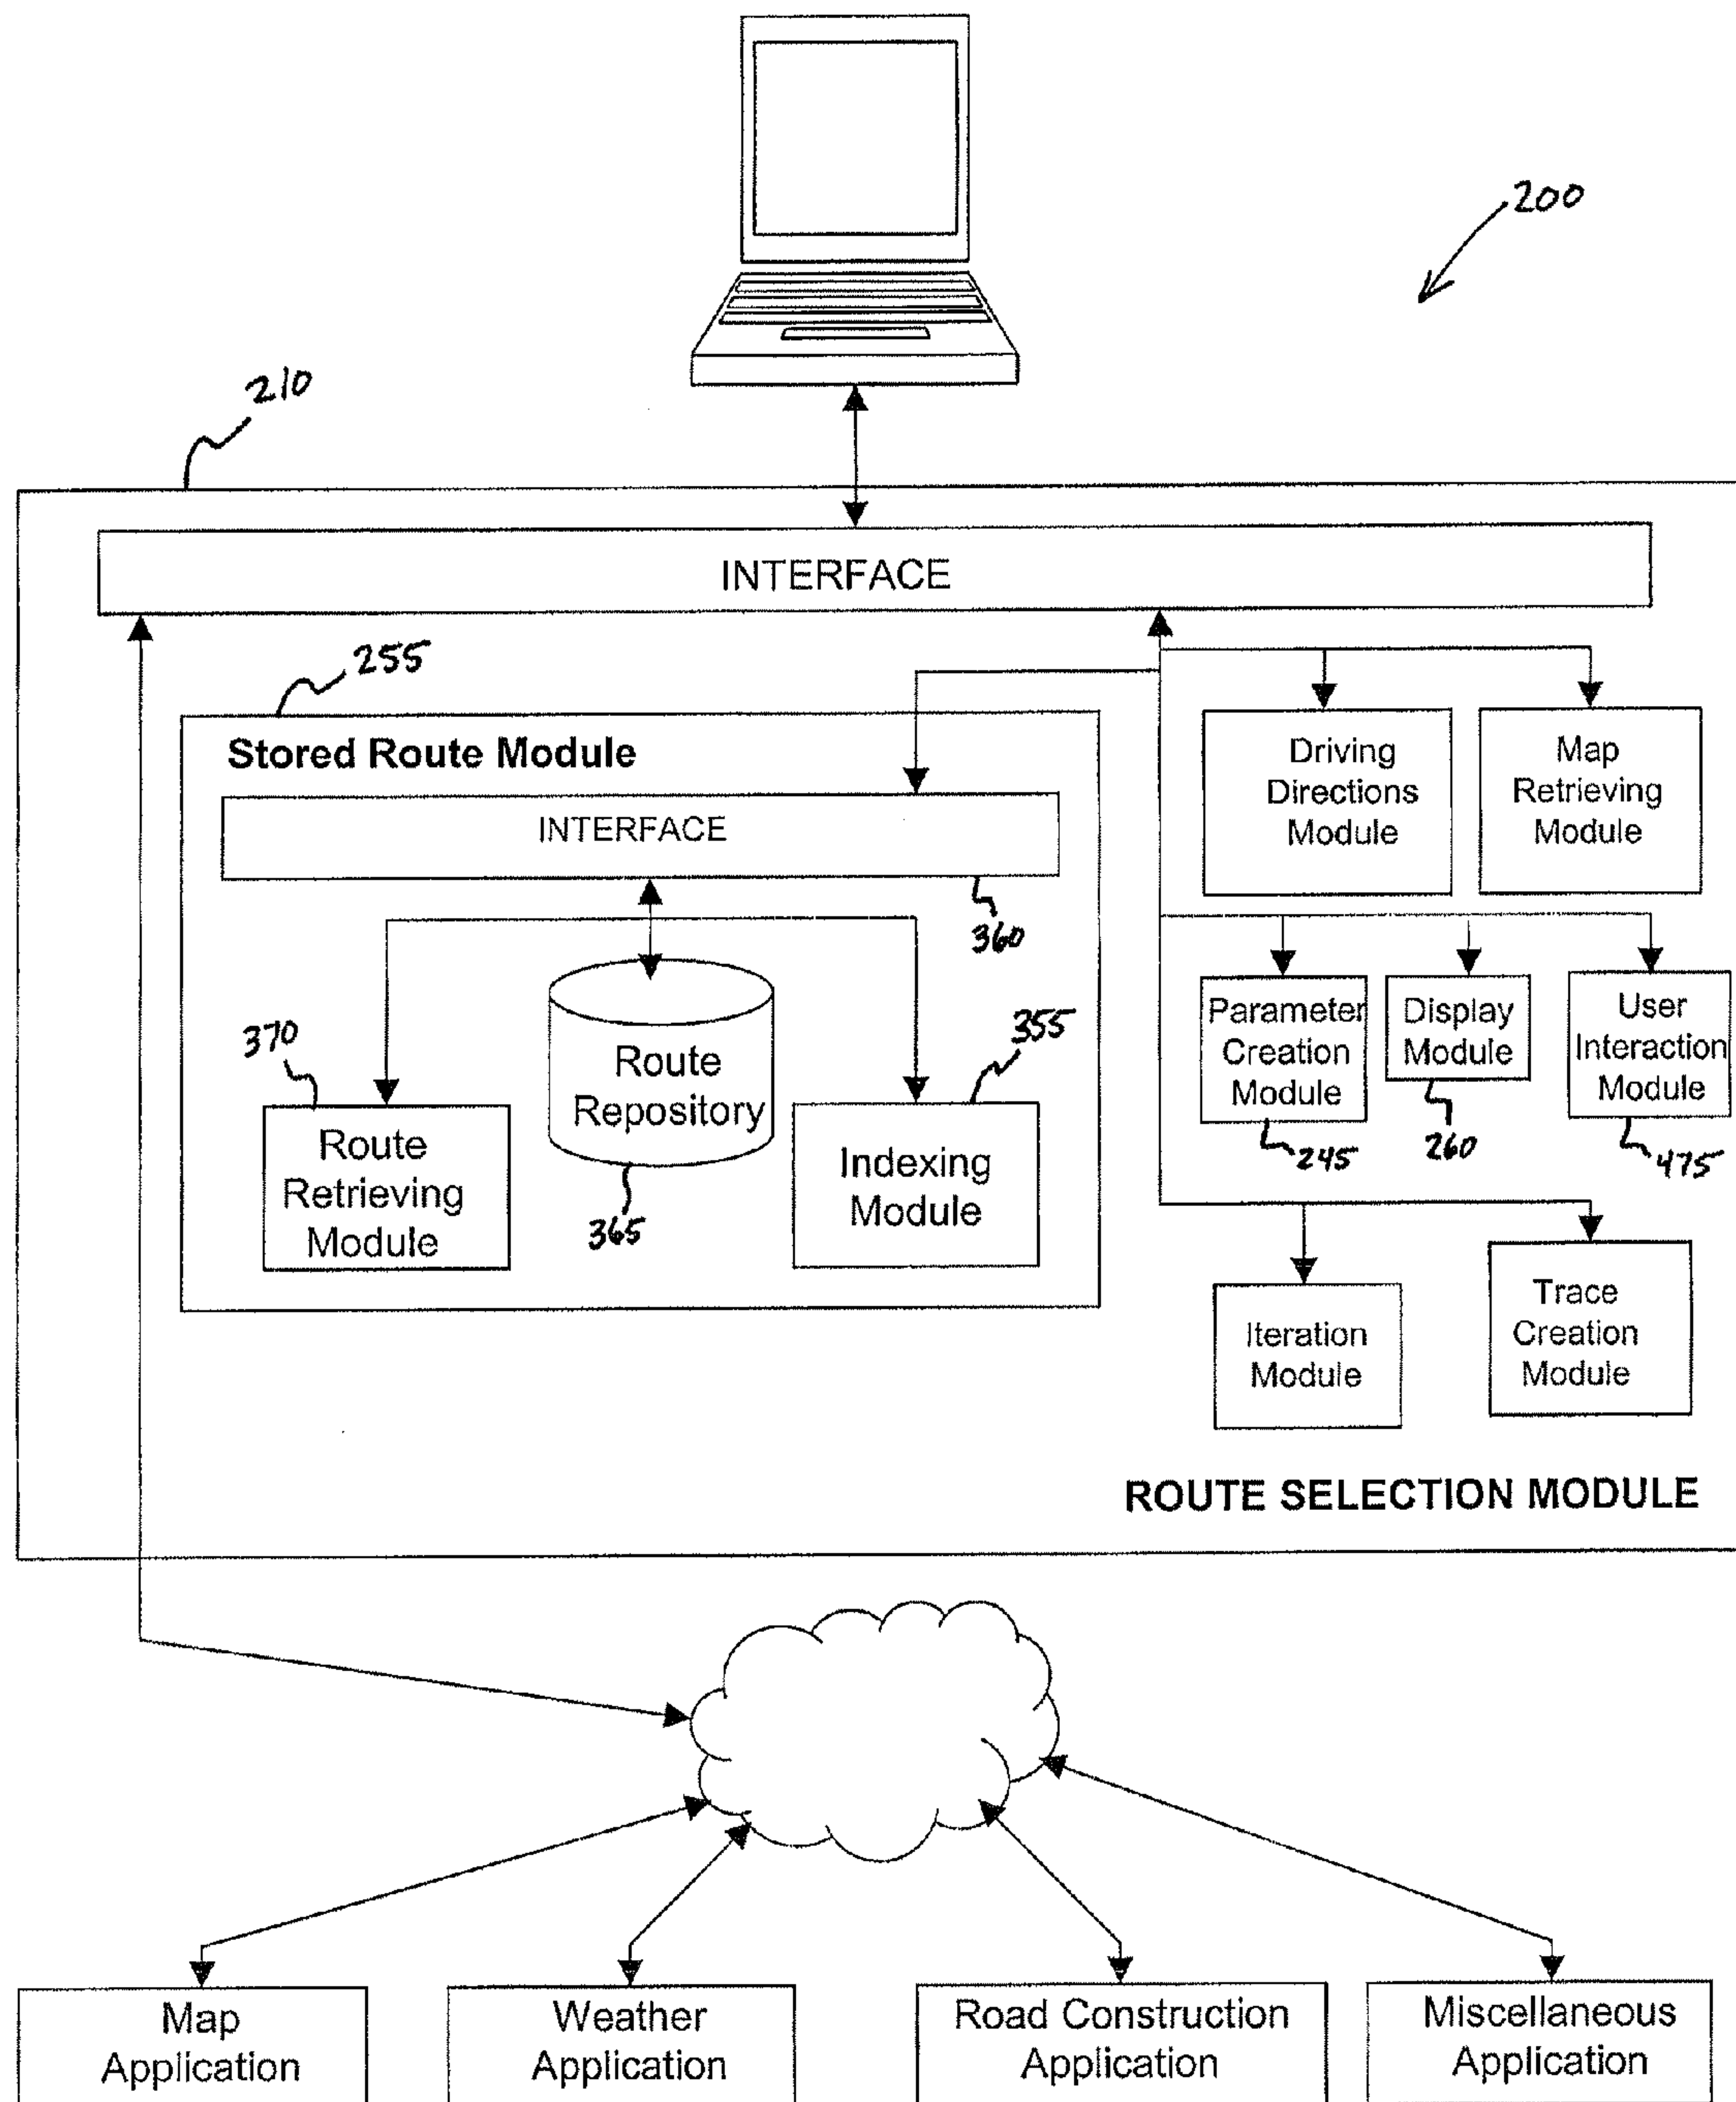 200
210
INTERFACE
255
Stored Route Module
INTERFACE
360
Driving
Directions
Module
Map
Retrieving
Module
370
Route
Retrieving
Module
Route
Repository
365
355
Indexing
Module
Parameter
Creation
Module
245
Display
Module
260
User
Interaction
Module
475
Iteration
Module
Trace
Creation
Module
ROUTE SELECTION MODULE
Map
Application
Weather
Application
Road Construction
Application
Miscellaneous
Application